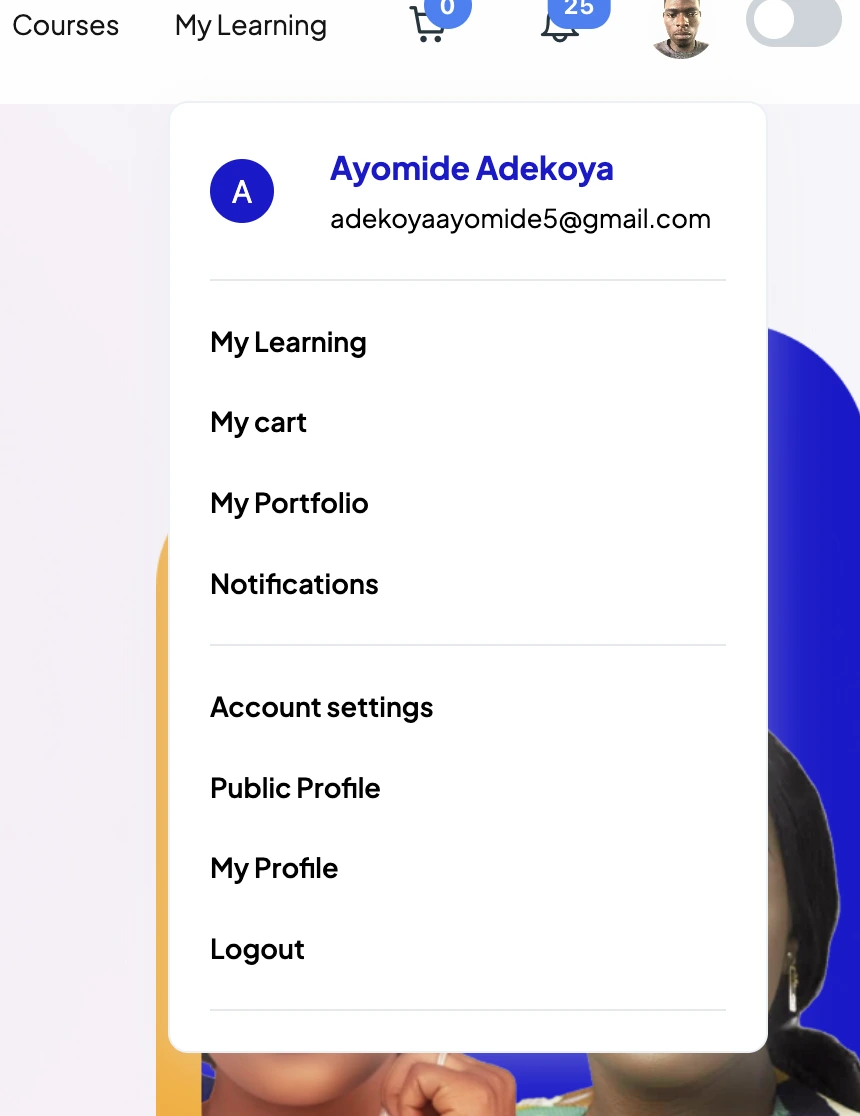 Courses My Learning 0 25
A
Ayomide Adekoya
adekoyaayomide5@gmail.com
My Learning
My cart
My Portfolio
Notifications
Account settings
Public Profile
My Profile
Logout